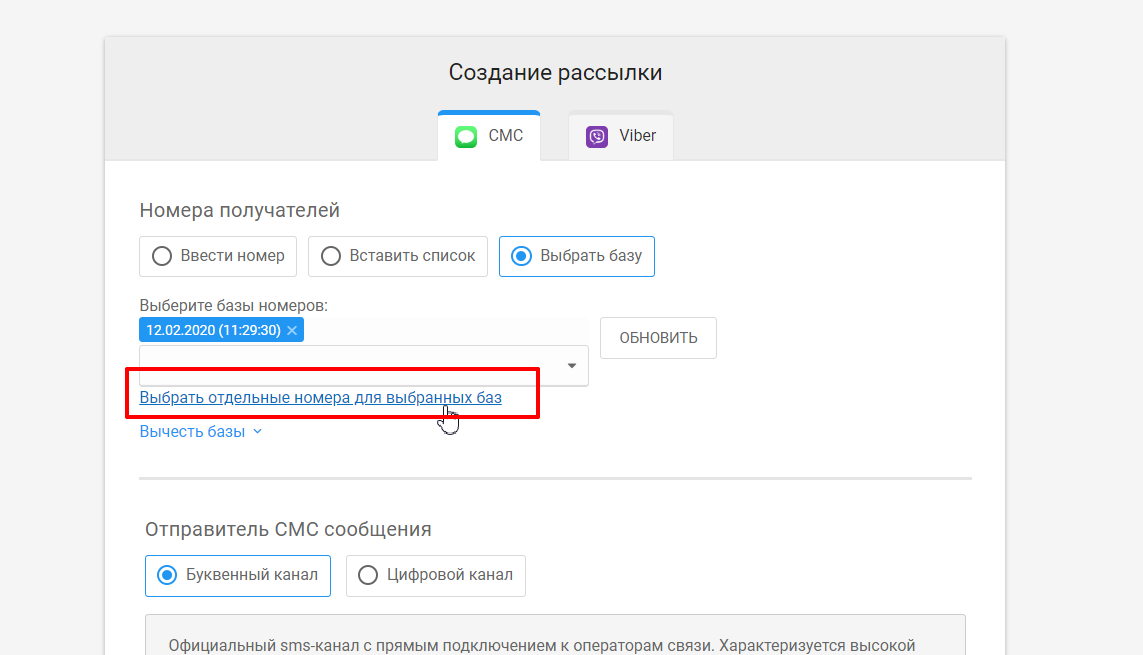 Создание рассылки
СМС Viber
Номера получателей
Ввести номер Вставить список Выбрать базу
Выберите базы номеров:
12.02.2020 (11:29:30) ×
ОБНОВИТЬ
Выбрать отдельные номера для выбранных баз
Вычесть базы
Отправитель СМС сообщения
Буквенный канал Цифровой канал
Официальный sms-канал с прямым подключением к операторам связи. Характеризуется высокой